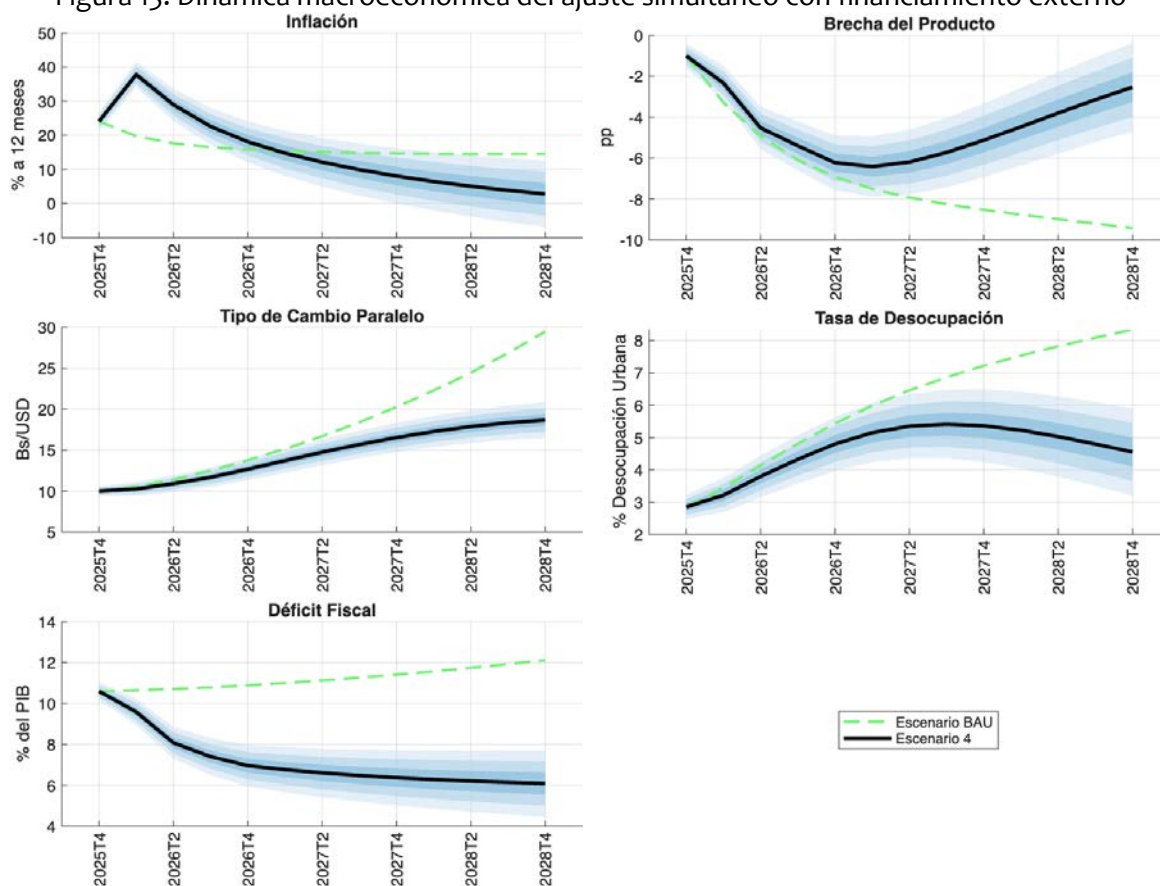 Figura 13: Dinámica macroeconómica del ajuste simultáneo con financiamiento externo
Inflación
% a 12 meses
50
40
30
20
10
0
-10
2025T4
2026T2
2026T4
2027T2
2027T4
2028T2
2028T4
Brecha del Producto
pp
0
-2
-4
-6
-8
-10
2025T4
2026T2
2026T4
2027T2
2027T4
2028T2
2028T4
Tipo de Cambio Paralelo
Bs/USD
30
25
20
15
10
5
2025T4
2026T2
2026T4
2027T2
2027T4
2028T2
2028T4
Tasa de Desocupación
% Desocupación Urbana
8
7
6
5
4
3
2
2025T4
2026T2
2026T4
2027T2
2027T4
2028T2
2028T4
Déficit Fiscal
% del PIB
14
12
10
8
6
4
2025T4
2026T2
2026T4
2027T2
2027T4
2028T2
2028T4
Escenario BAU
Escenario 4